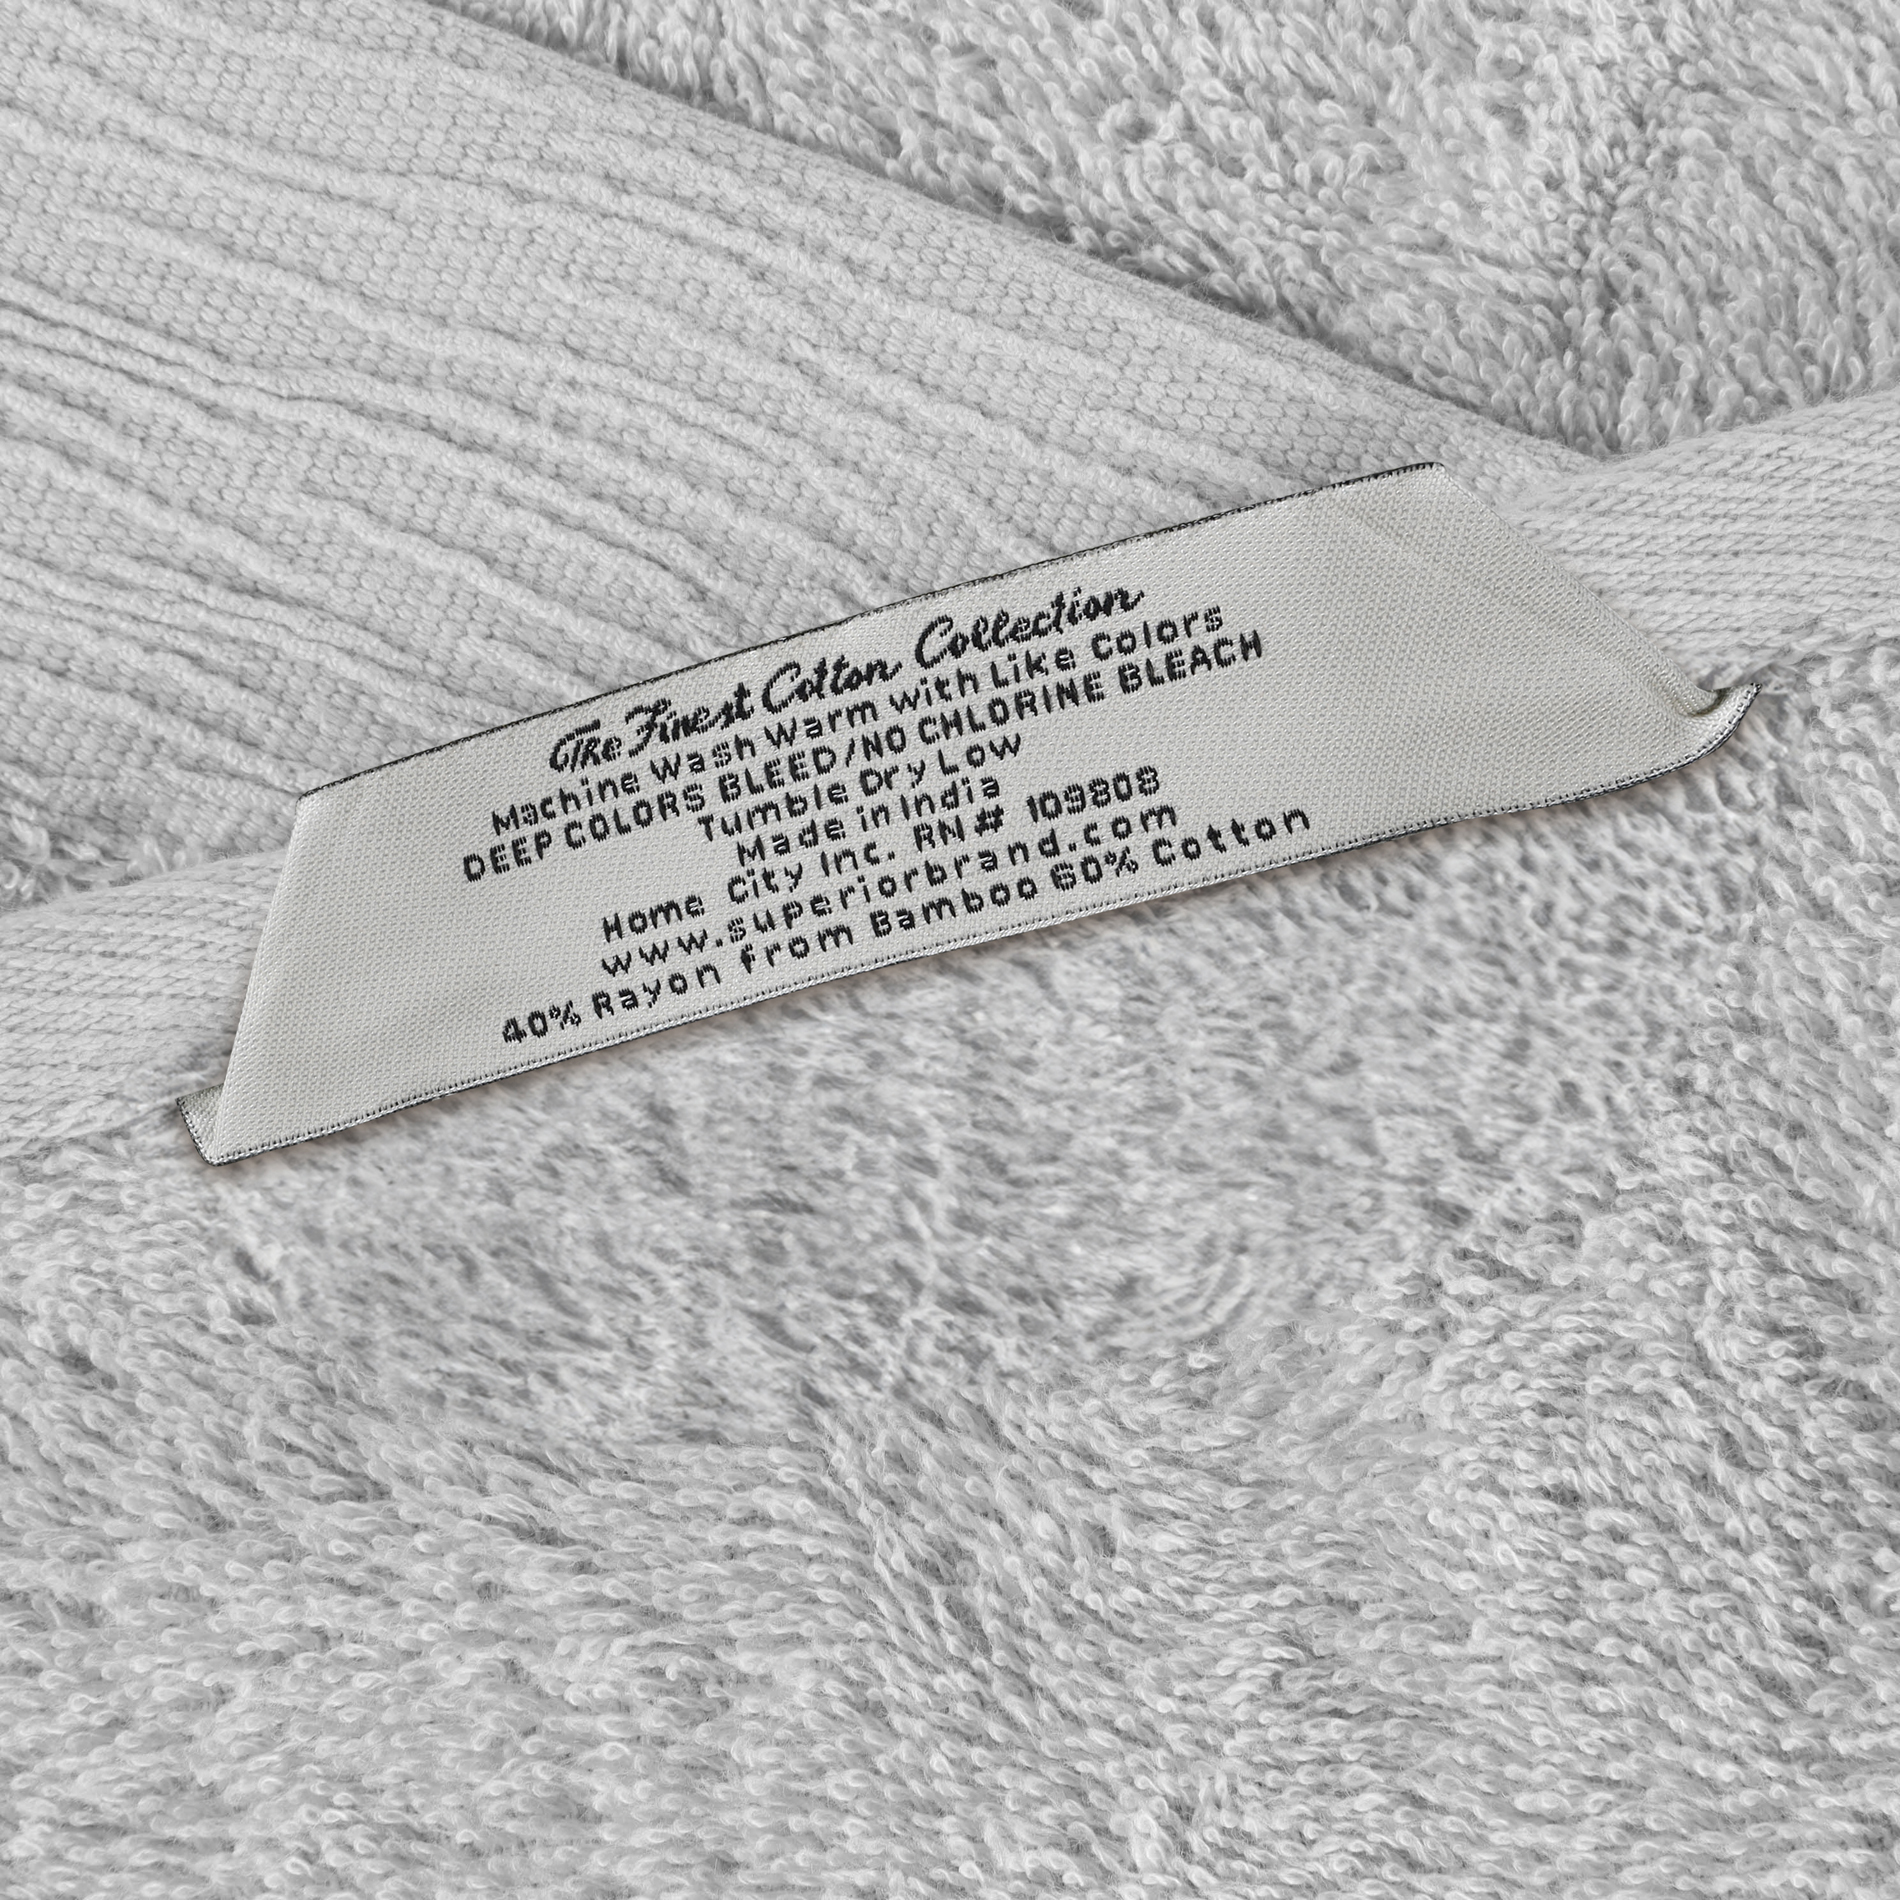 The Finest Cotton Collection
Machine Wash Warm with Like Colors
DEEP COLORS BLEED/NO CHLORINE BLEACH
Tumble Dry Low
Made in India
Home City Inc. RN# 109808
www.superiorbrand.com
40% Rayon from Bamboo 60% Cotton